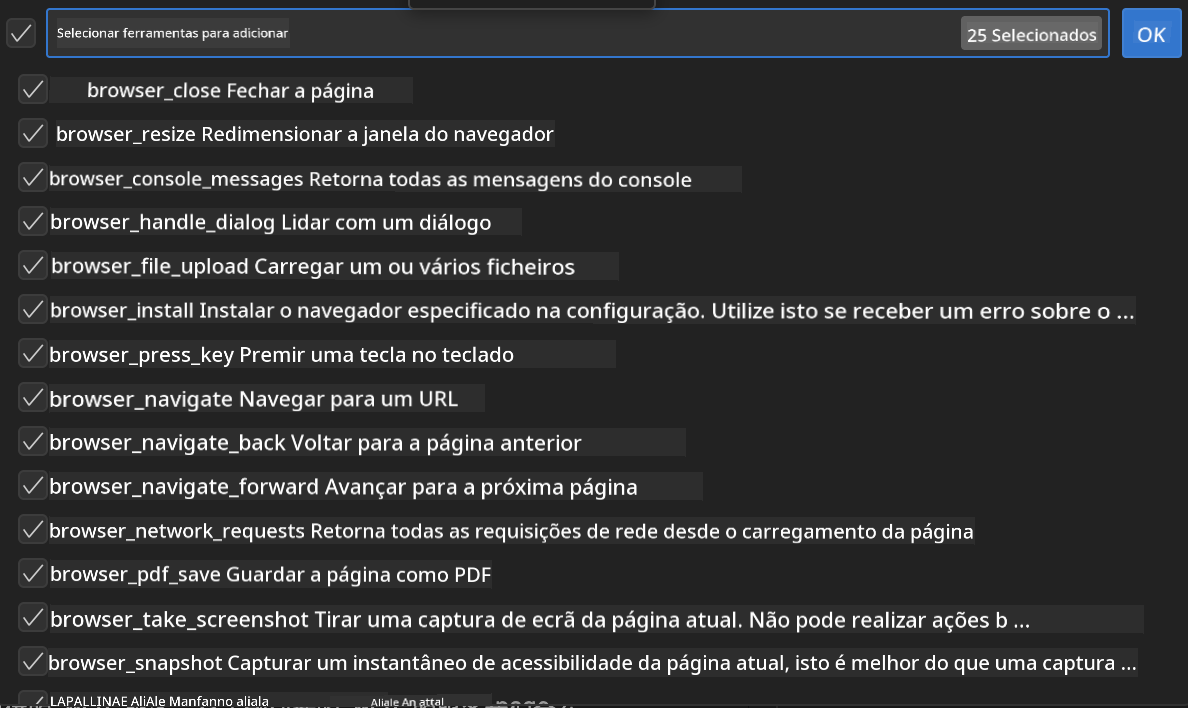 Selecionar ferramentas para adicionar
25 Selecionados
OK
browser_close Fechar a página
browser_resize Redimensionar a janela do navegador
browser_console_messages Retorna todas as mensagens do console
browser_handle_dialog Lidar com um diálogo
browser_file_upload Carregar um ou vários ficheiros
browser_install Instalar o navegador especificado na configuração. Utilize isto se receber um erro sobre o ...
browser_press_key Premir uma tecla no teclado
browser_navigate Navegar para um URL
browser_navigate_back Voltar para a página anterior
browser_navigate_forward Avançar para a próxima página
browser_network_requests Retorna todas as requisições de rede desde o carregamento da página
browser_pdf_save Guardar a página como PDF
browser_take_screenshot Tirar uma captura de ecrã da página atual. Não pode realizar ações b ...
browser_snapshot Capturar um instantâneo de acessibilidade da página atual, isto é melhor do que uma captura ...
LAPALLINAE AliAle Manfanno aliala